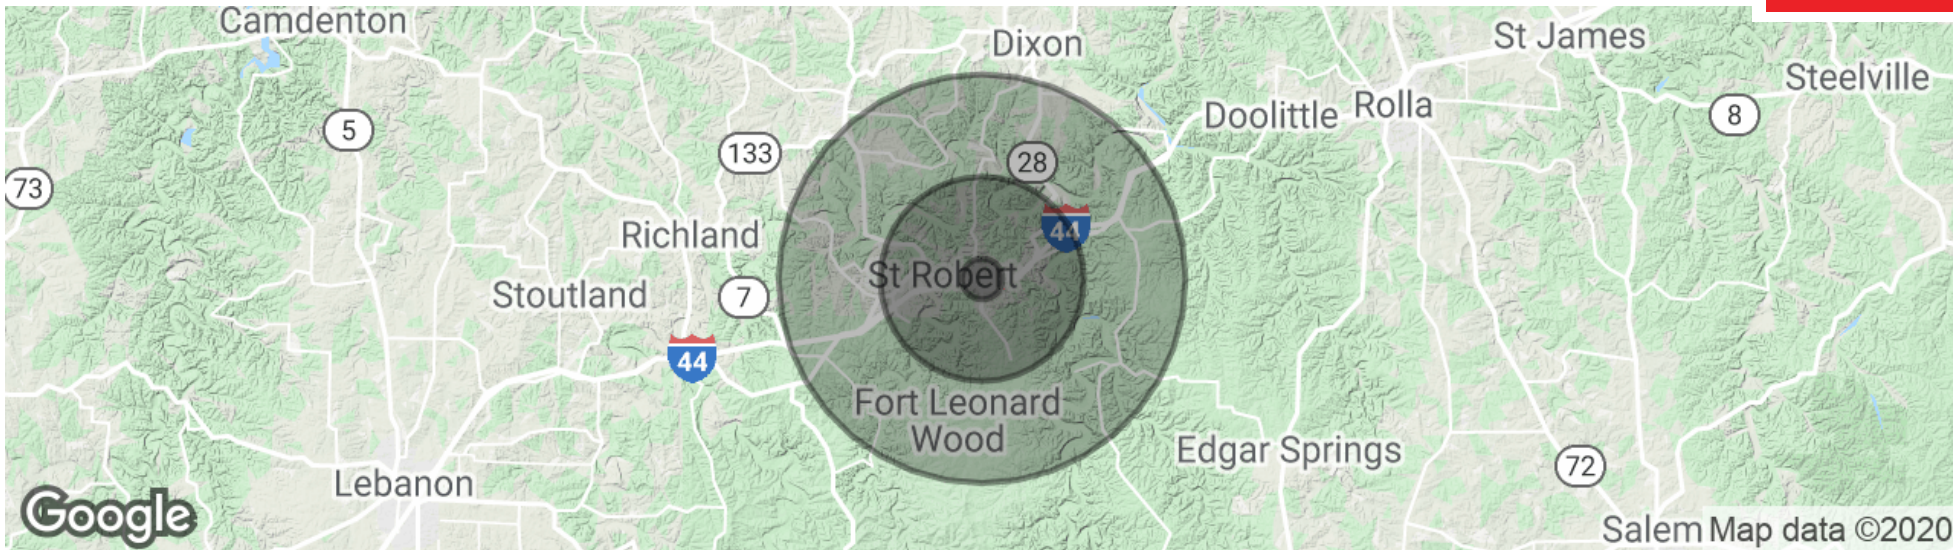 Camdenton
Dixon
St James
Steelville
5
133
28
Doolittle
Rolla
8
73
Richland
44
St Robert
Stoutland
7
44
Fort Leonard
Wood
Edgar Springs
72
Lebanon
Google
Salem
Map data ©2020